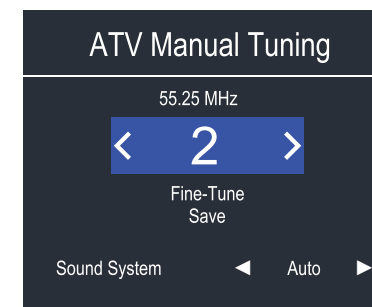 ATV Manual Tuning
55.25 MHz
2
Fine-Tune
Save
Sound System Auto